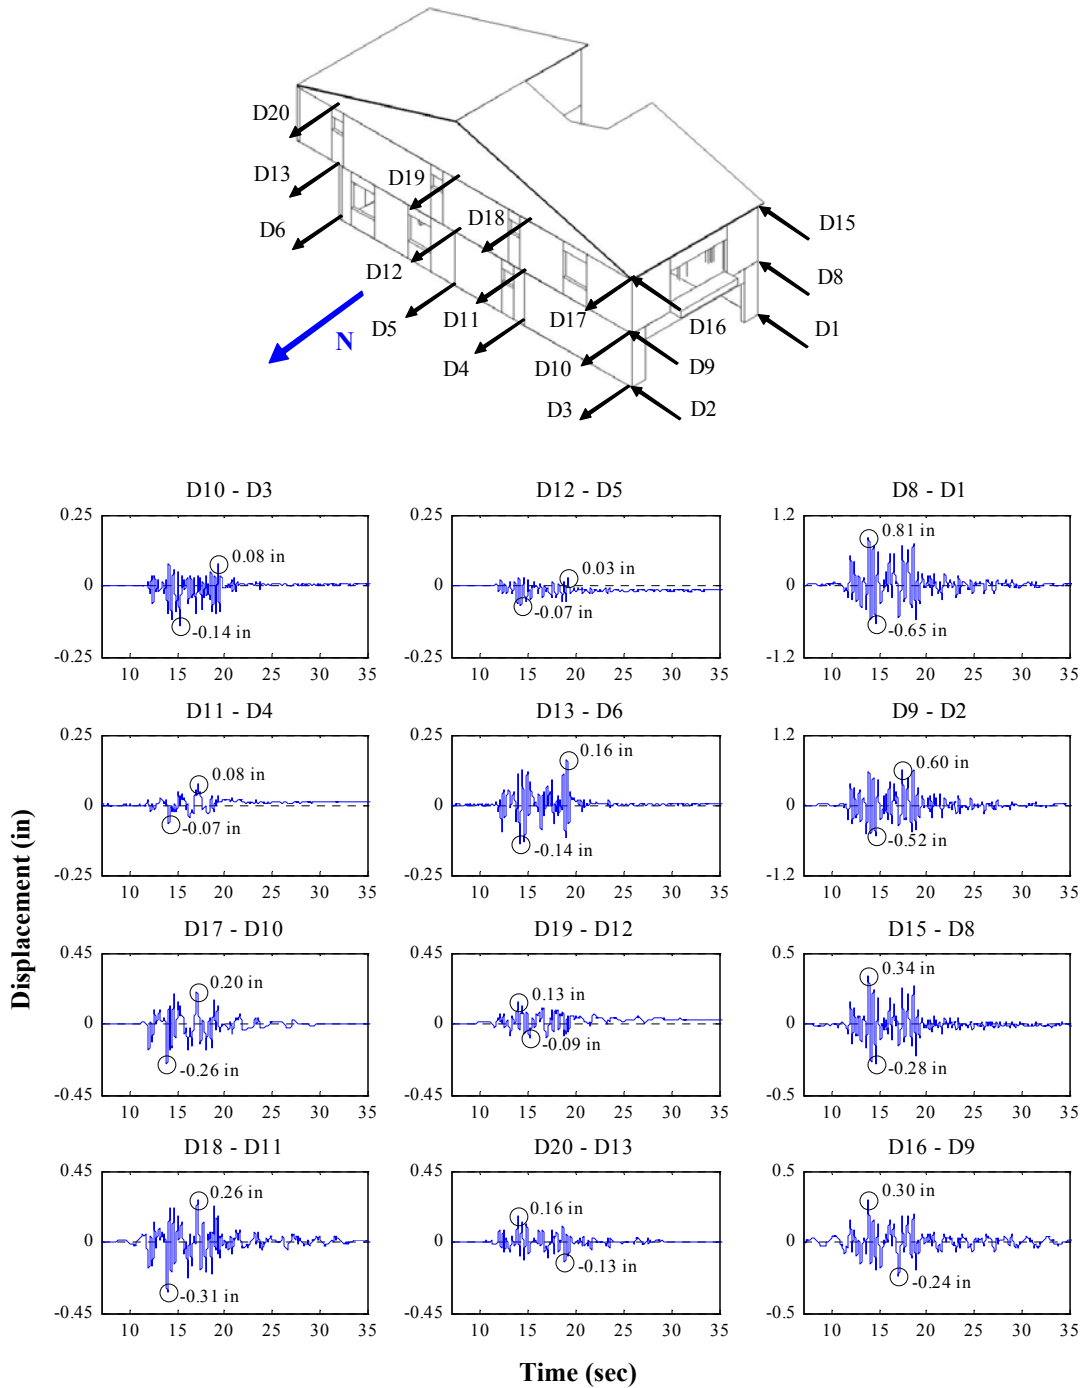 D20
D13
D19
D6
D18
D15
D12
D8
D5
D11
D17
D16
D1
N
D4
D10
D9
D3
D2
D10 - D3
D12 - D5
D8 - D1
0.25
0
-0.25
0.08 in
-0.14 in
10 15 20 25 30 35
0.25
0
-0.25
0.03 in
-0.07 in
10 15 20 25 30 35
1.2
0
-1.2
0.81 in
-0.65 in
10 15 20 25 30 35
D11 - D4
D13 - D6
D9 - D2
0.25
0
-0.25
0.08 in
-0.07 in
10 15 20 25 30 35
0.25
0
-0.25
0.16 in
-0.14 in
10 15 20 25 30 35
1.2
0
-1.2
0.60 in
-0.52 in
10 15 20 25 30 35
Displacement (in)
D17 - D10
D19 - D12
D15 - D8
0.45
0
-0.45
0.20 in
-0.26 in
10 15 20 25 30 35
0.45
0
-0.45
0.13 in
-0.09 in
10 15 20 25 30 35
0.5
0
-0.5
0.34 in
-0.28 in
10 15 20 25 30 35
D18 - D11
D20 - D13
D16 - D9
0.45
0
-0.45
0.26 in
-0.31 in
10 15 20 25 30 35
0.45
0
-0.45
0.16 in
-0.13 in
10 15 20 25 30 35
0.5
0
-0.5
0.30 in
-0.24 in
10 15 20 25 30 35
Time (sec)